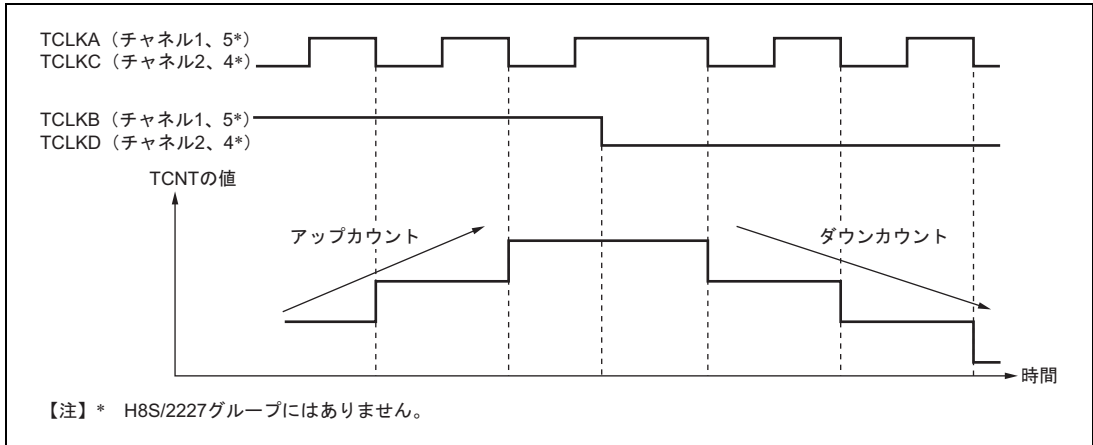 TCLKA（チャネル1、5*）
TCLKC（チャネル2、4*）
TCLKB（チャネル1、5*）
TCLKD（チャネル2、4*）
TCNTの値
アップカウント
ダウンカウント
時間
【注】* H8S/2227グループにはありません。